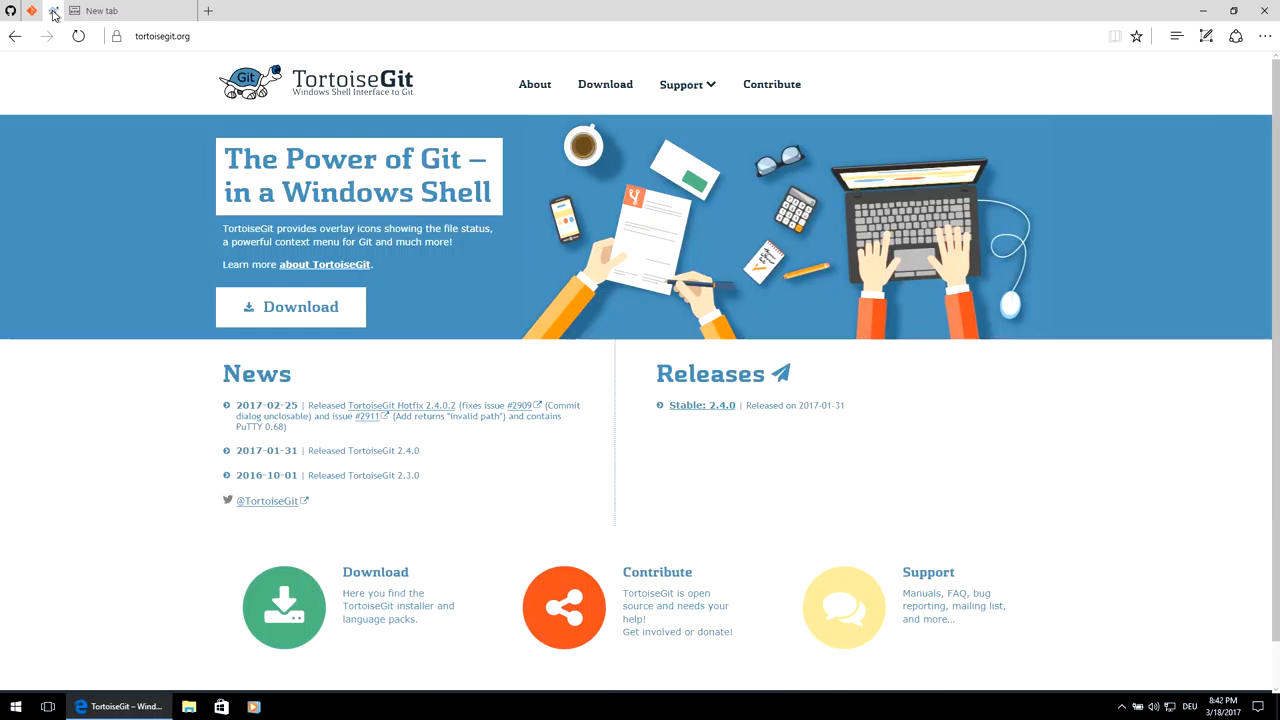 New tab
tortoisegit.org
Git
TortoiseGit
Windows Shell Interface to Git
About
Download
Support
Contribute
The Power of Git –
in a Windows Shell
TortoiseGit provides overlay icons showing the file status,
a powerful context menu for Git and much more!
Learn more about TortoiseGit.
Download
News
2017-02-25 | Released TortoiseGit Hotfix 2.4.0.2 (fixes issue #2909 (Commit
dialog unclosable) and issue #2911 (Add returns "invalid path") and contains
PuTTY 0.68)
2017-01-31 | Released TortoiseGit 2.4.0
2016-10-01 | Released TortoiseGit 2.3.0
@TortoiseGit
Releases
Stable: 2.4.0 | Released on 2017-01-31
Download
Here you find the
TortoiseGit installer and
language packs.
Contribute
TortoiseGit is open
source and needs your
help!
Get involved or donate!
Support
Manuals, FAQ, bug
reporting, mailing list,
and more...
TortoiseGit – Wind...
DEU
8:42 PM
3/18/2017